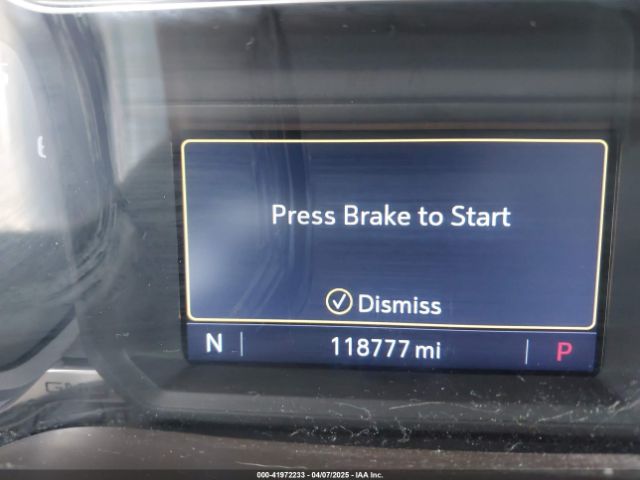 E
Press Brake to Start
Dismiss
N 118777 mi P
000-41972233 - 04/07/2025 - IAA Inc.